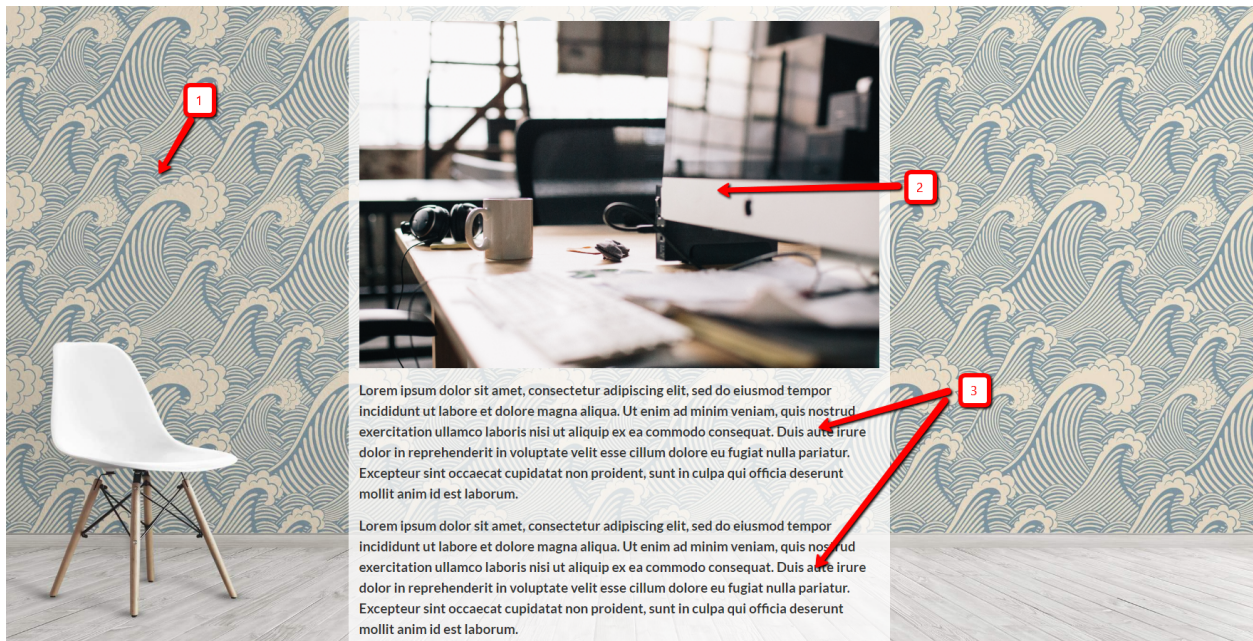 1
2
3
Lorem ipsum dolor sit amet, consectetur adipiscing elit, sed do eiusmod tempor
incididunt ut labore et dolore magna aliqua. Ut enim ad minim veniam, quis nostrud
exercitation ullamco laboris nisi ut aliquip ex ea commodo consequat. Duis aute irure
dolor in reprehenderit in voluptate velit esse cillum dolore eu fugiat nulla pariatur.
Excepteur sint occaecat cupidatat non proident, sunt in culpa qui officia deserunt
mollit anim id est laborum.
Lorem ipsum dolor sit amet, consectetur adipiscing elit, sed do eiusmod tempor
incididunt ut labore et dolore magna aliqua. Ut enim ad minim veniam, quis nostrud
exercitation ullamco laboris nisi ut aliquip ex ea commodo consequat. Duis aute irure
dolor in reprehenderit in voluptate velit esse cillum dolore eu fugiat nulla pariatur.
Excepteur sint occaecat cupidatat non proident, sunt in culpa qui officia deserunt
mollit anim id est laborum.